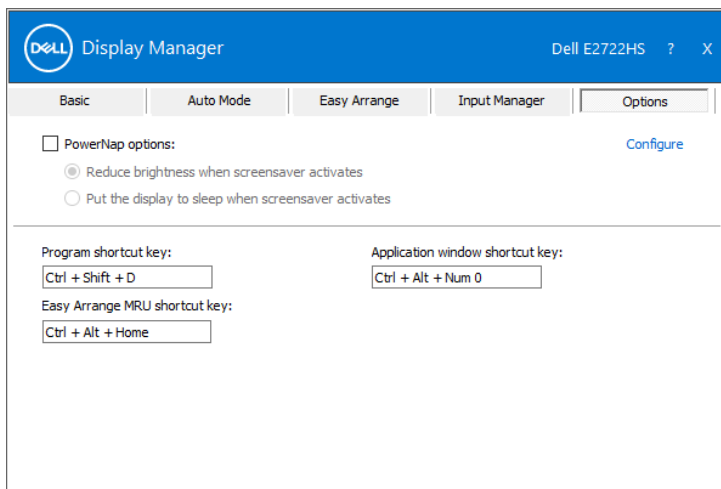 DELL Display Manager Dell E2722HS ? X
Basic Auto Mode Easy Arrange Input Manager Options
PowerNap options: Configure
Reduce brightness when screensaver activates
Put the display to sleep when screensaver activates
Program shortcut key: Application window shortcut key:
Ctrl + Shift + D Ctrl + Alt + Num 0
Easy Arrange MRU shortcut key:
Ctrl + Alt + Home